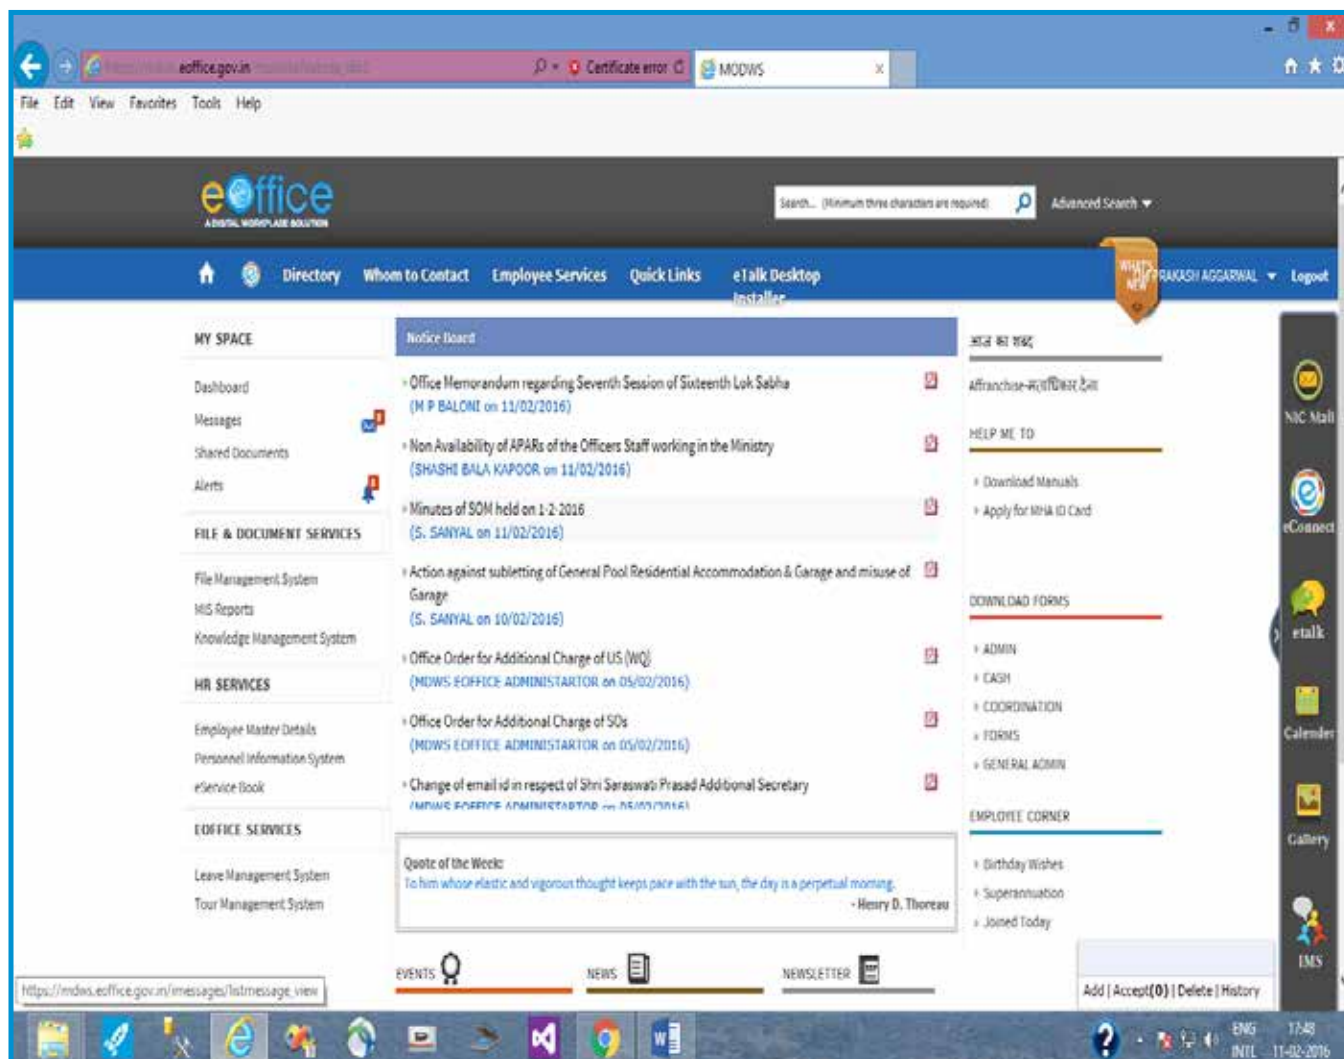 eoffice.gov.in
Certificate error
MODWS
File Edit View Favorites Tools Help
eOffice
A DIGITAL WORKPLACE SOLUTION
Search... (Minimum three characters are required)
Advanced Search
Directory Whom to Contact Employee Services Quick Links eTalk Desktop Installer
WHAT'S NEW
PRAKASH AGGARWAL
Logout
MY SPACE
Dashboard
Messages
Shared Documents
Alerts
FILE & DOCUMENT SERVICES
File Management System
MIS Reports
Knowledge Management System
HR SERVICES
Employee Master Details
Personnel Information System
eService Book
EOFFICE SERVICES
Leave Management System
Tour Management System
Notice Board
Office Memorandum regarding Seventh Session of Sixteenth Lok Sabha
(M P BALONI on 11/02/2016)
Non Availability of APARs of the Officers Staff working in the Ministry
(SHASHI BALA KAPOOR on 11/02/2016)
Minutes of SOM held on 1-2-2016
(S. SANYAL on 11/02/2016)
Action against subletting of General Pool Residential Accommodation & Garage and misuse of
Garage
(S. SANYAL on 10/02/2016)
Office Order for Additional Charge of US (WQ)
(MDWS EOFFICE ADMINISTARTOR on 05/02/2016)
Office Order for Additional Charge of SOs
(MDWS EOFFICE ADMINISTARTOR on 05/02/2016)
Change of email id in respect of Shri Saraswati Prasad Additional Secretary
(MDWS EOFFICE ADMINISTARTOR on 05/02/2016)
Quote of the Week:
To him whose elastic and vigorous thought keeps pace with the sun, the day is a perpetual morning.
- Henry D. Thoreau
EVENTS
NEWS
NEWSLETTER
आज का शब्द
Affranchise-मताधिकार देना
HELP ME TO
Download Manuals
Apply for MHA ID Card
DOWNLOAD FORMS
ADMIN
CASH
COORDINATION
FORMS
GENERAL ADMIN
EMPLOYEE CORNER
Birthday Wishes
Superannuation
Joined Today
NIC Mail
eConnect
etalk
Calender
Gallery
IMS
Add | Accept(0) | Delete | History
https://mdws.eoffice.gov.in/messages/listmessage_view
ENG
INTL
17:48
11-02-2016